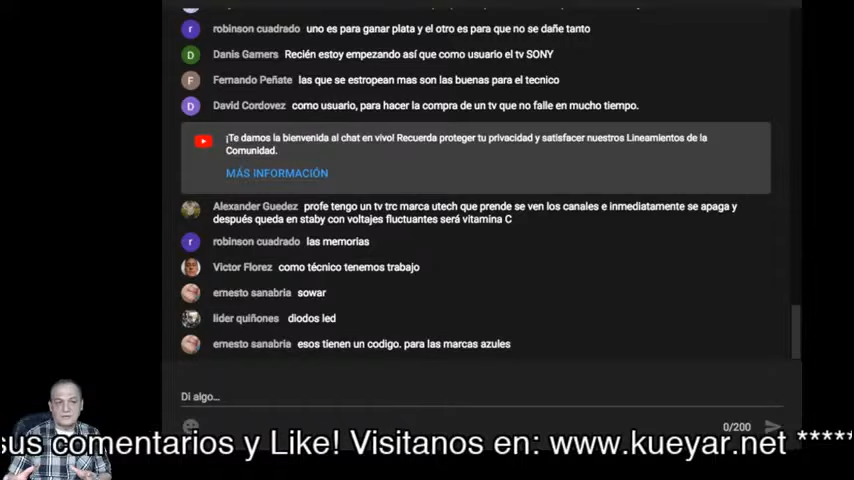 robinson cuadrado uno es para ganar plata y el otro es para que no se dañe tanto
Danis Gamers Recién estoy empezando así que como usuario el tv SONY
Fernando Peñate las que se estropean mas son las buenas para el tecnico
David Cordovez como usuario, para hacer la compra de un tv que no falle en mucho tiempo.
¡Te damos la bienvenida al chat en vivo! Recuerda proteger tu privacidad y satisfacer nuestros Lineamientos de la
Comunidad.
MÁS INFORMACIÓN
Alexander Guedez profe tengo un tv trc marca utech que prende se ven los canales e inmediatamente se apaga y
después queda en staby con voltajes fluctuantes será vitamina C
robinson cuadrado las memorias
Victor Florez como técnico tenemos trabajo
ernesto sanabria sowar
lider quiñones diodos led
ernesto sanabria esos tienen un codigo. para las marcas azules
Di algo...
0/200
sus comentarios y Like! Visitanos en: www.kueyar.net *****